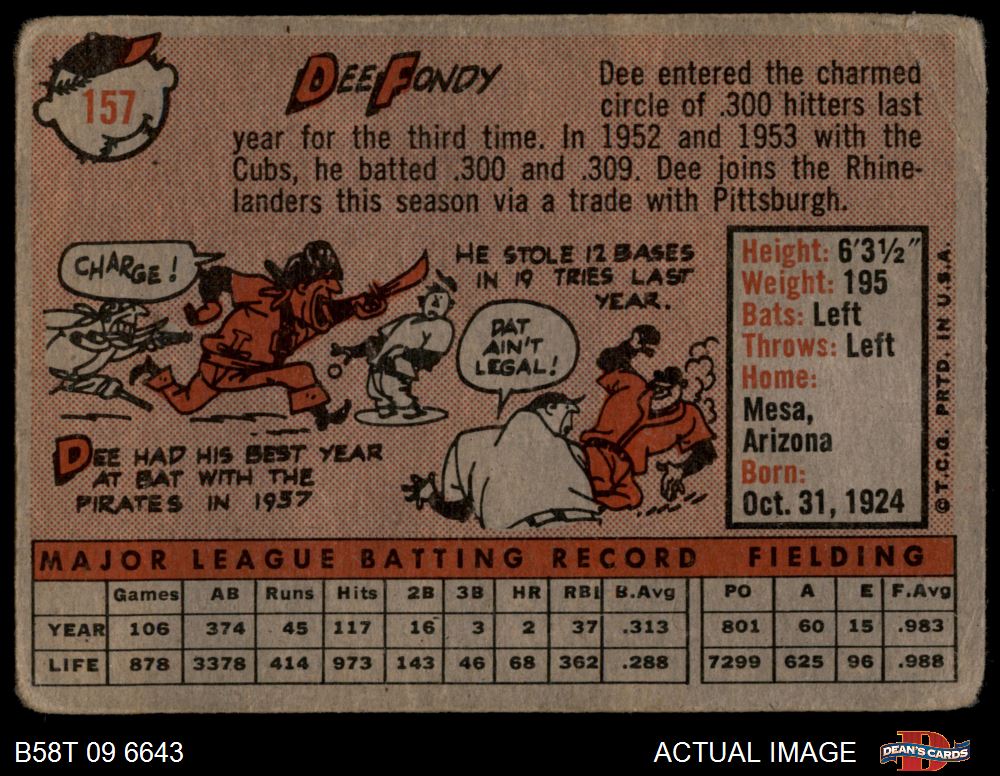 157
DEE FONDY
Dee entered the charmed
circle of .300 hitters last
year for the third time. In 1952 and 1953 with the
Cubs, he batted .300 and .309. Dee joins the Rhine-
landers this season via a trade with Pittsburgh.
CHARGE!
DEE HAD HIS BEST YEAR
AT BAT WITH THE
PIRATES IN 1957
HE STOLE 12 BASES
IN 19 TRIES LAST
YEAR.
DAT
AIN'T
LEGAL!
Height: 6'3½"
Weight: 195
Bats: Left
Throws: Left
Home:
Mesa,
Arizona
Born:
Oct. 31, 1924
© T.C.G. PRTD. IN U.S.A.
MAJOR LEAGUE BATTING RECORD FIELDING
Games AB Runs Hits 2B 3B HR RBI B.Avg PO A E F.Avg
YEAR 106 374 45 117 16 3 2 37 .313 801 60 15 .983
LIFE 878 3378 414 973 143 46 68 362 .288 7299 625 96 .988
B58T 09 6643 ACTUAL IMAGE DEAN'S CARDS